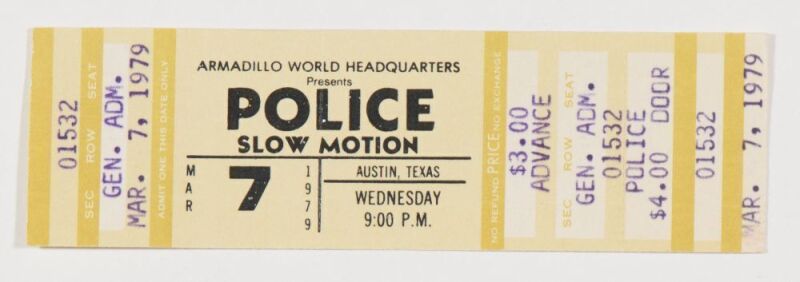 01532
SEC ROW SEAT
GEN. ADM.
MAR. 7, 1979
ADMIT ONE THIS DATE ONLY
ARMADILLO WORLD HEADQUARTERS
Presents
POLICE
SLOW MOTION
MAR
7
1979
AUSTIN, TEXAS
WEDNESDAY
9:00 P.M.
NO REFUND PRICE NO EXCHANGE
$3.00
ADVANCE
SEC ROW SEAT
GEN. ADM.
01532
POLICE
$4.00 DOOR
01532
MAR. 7, 1979